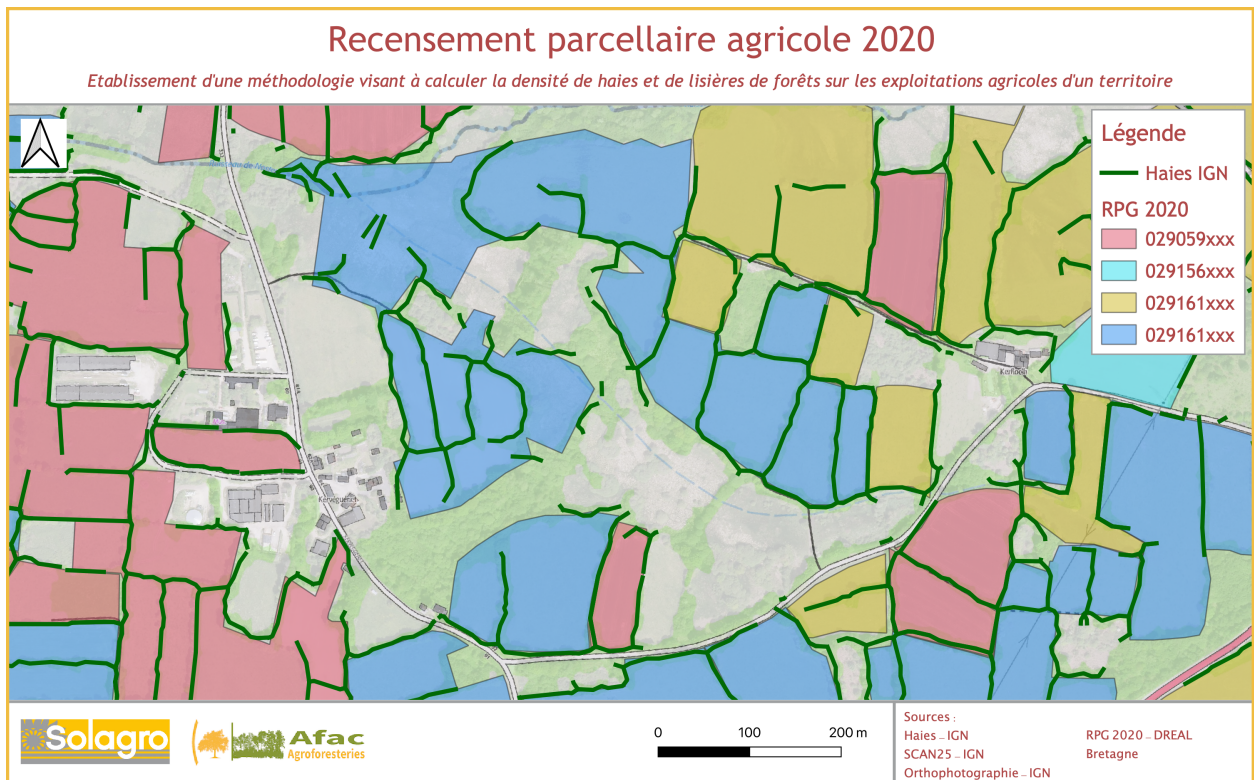 Recensement parcellaire agricole 2020
Etablissement d'une méthodologie visant à calculer la densité de haies et de lisières de forêts sur les exploitations agricoles d'un territoire
Légende
Haies IGN
RPG 2020
029059xxx
029156xxx
029161xxx
029161xxx
Solagro
Afac
Agroforesteries
0 100 200 m
Sources :
Haies – IGN
SCAN25 – IGN
Orthophotographie – IGN
RPG 2020 – DREAL
Bretagne